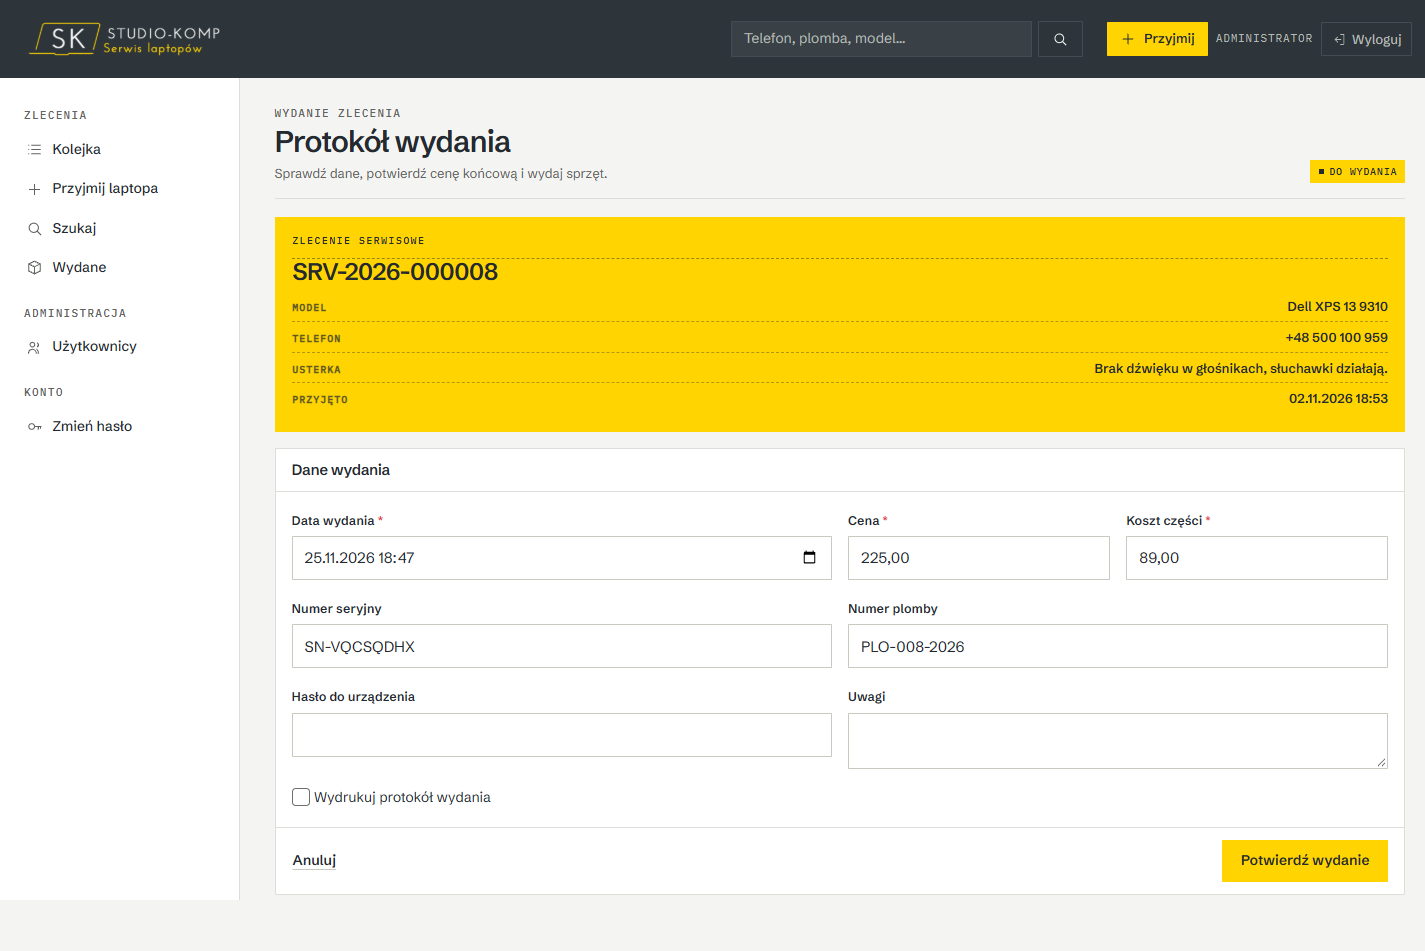 SK STUDIO-KOMP
Serwis laptopów
Telefon, plomba, model...
Przyjmij
ADMINISTRATOR
Wyloguj
ZLECENIA
Kolejka
Przyjmij laptopa
Szukaj
Wydane
ADMINISTRACJA
Użytkownicy
KONTO
Zmień hasło
WYDANIE ZLECENIA
Protokół wydania
Sprawdź dane, potwierdź cenę końcową i wydaj sprzęt.
DO WYDANIA
ZLECENIE SERWISOWE
SRV-2026-000008
MODEL Dell XPS 13 9310
TELEFON +48 500 100 959
USTERKA Brak dźwięku w głośnikach, słuchawki działają.
PRZYJĘTO 02.11.2026 18:53
Dane wydania
Data wydania * Cena * Koszt części *
25.11.2026 18:47 225,00 89,00
Numer seryjny Numer plomby
SN-VQCSQDHX PLO-008-2026
Hasło do urządzenia Uwagi
Wydrukuj protokół wydania
Anuluj Potwierdź wydanie